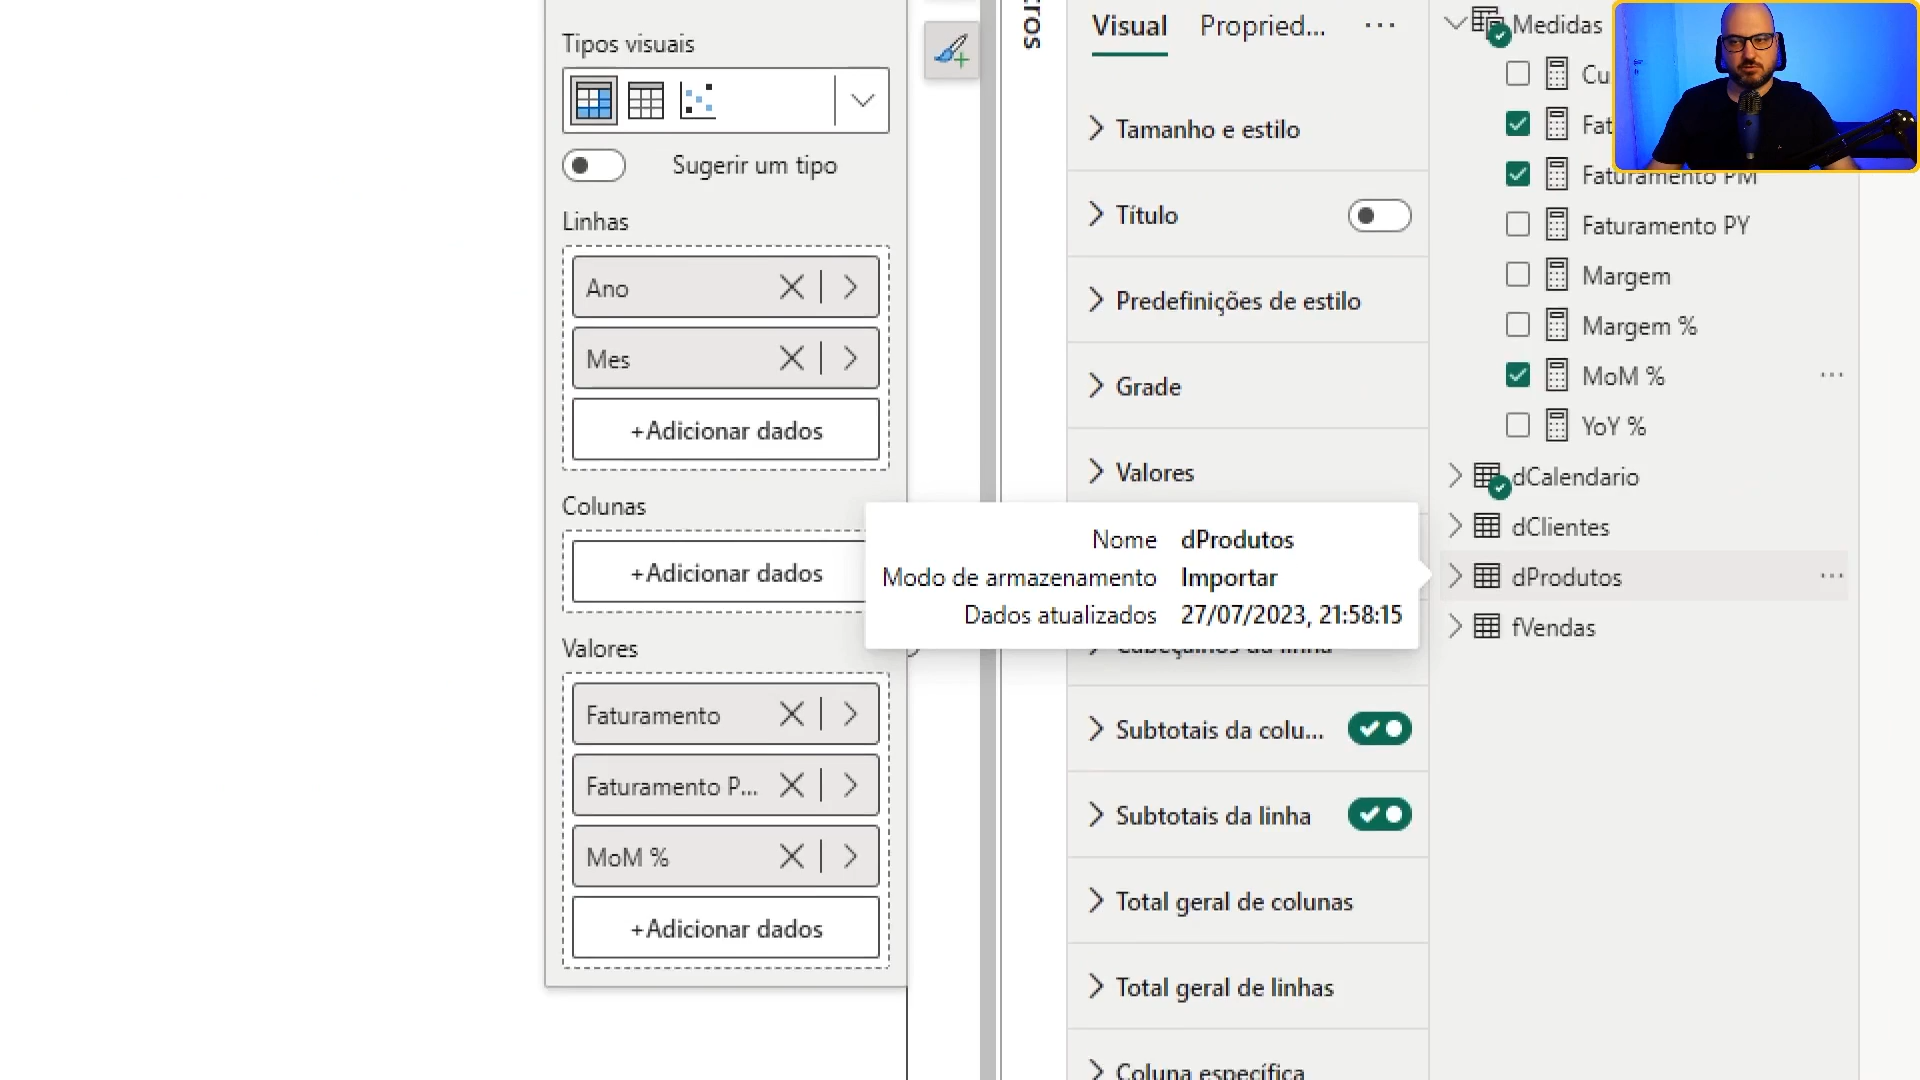 Tipos visuais
Sugerir um tipo
Linhas
Ano
Mes
+Adicionar dados
Colunas
+Adicionar dados
Valores
Faturamento
Faturamento P...
MoM %
+Adicionar dados
Visual Propried... ...
Tamanho e estilo
Título
Predefinições de estilo
Grade
Valores
Nome dProdutos
Modo de armazenamento Importar
Dados atualizados 27/07/2023, 21:58:15
Subtotais da colu...
Subtotais da linha
Total geral de colunas
Total geral de linhas
Coluna específica
Medidas
Cu
Fat
Faturamento PM
Faturamento PY
Margem
Margem %
MoM % ...
YoY %
dCalendario
dClientes
dProdutos ...
fVendas